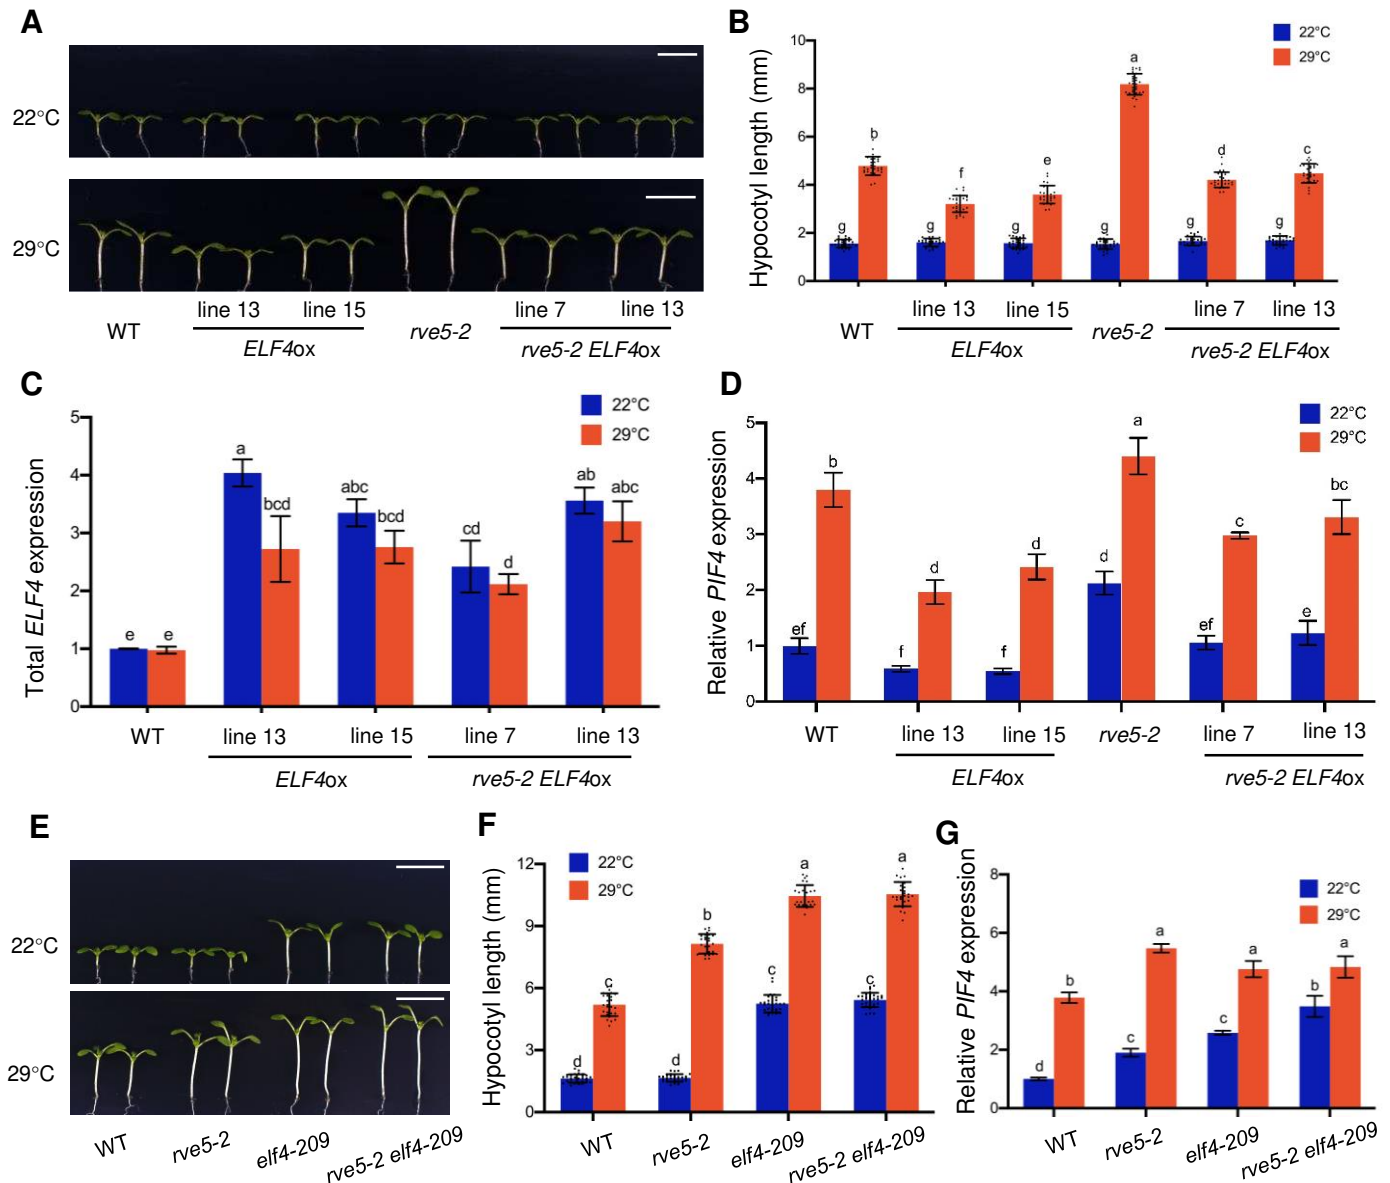 A
22°C
29°C
WT
line 13
line 15
ELF4ox
rve5-2
line 7
line 13
rve5-2 ELF4ox
B
Hypocotyl length (mm)
10
8
6
4
2
0
22°C
29°C
g
b
g
f
g
e
g
a
g
d
g
c
WT
line 13
line 15
ELF4ox
rve5-2
line 7
line 13
rve5-2 ELF4ox
C
Total ELF4 expression
5
4
3
2
1
0
22°C
29°C
e
e
a
bcd
abc
bcd
cd
d
ab
abc
WT
line 13
line 15
ELF4ox
line 7
line 13
rve5-2 ELF4ox
D
Relative PIF4 expression
5
4
3
2
1
0
22°C
29°C
ef
b
f
d
f
d
d
a
ef
c
e
bc
WT
line 13
line 15
ELF4ox
rve5-2
line 7
line 13
rve5-2 ELF4ox
E
22°C
29°C
WT
rve5-2
elf4-209
rve5-2 elf4-209
F
Hypocotyl length (mm)
12
9
6
3
0
22°C
29°C
d
c
d
b
c
a
c
a
WT
rve5-2
elf4-209
rve5-2 elf4-209
G
Relative PIF4 expression
8
6
4
2
0
22°C
29°C
d
b
c
a
c
a
b
a
WT
rve5-2
elf4-209
rve5-2 elf4-209